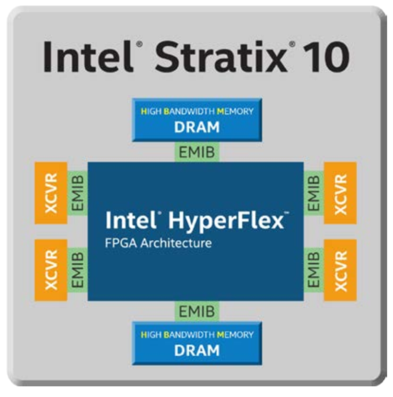 Intel® Stratix® 10
HIGH BANDWIDTH MEMORY
DRAM
EMIB
XCVR
EMIB
EMIB
XCVR
Intel® HyperFlex™
FPGA Architecture
XCVR
EMIB
EMIB
XCVR
EMIB
HIGH BANDWIDTH MEMORY
DRAM